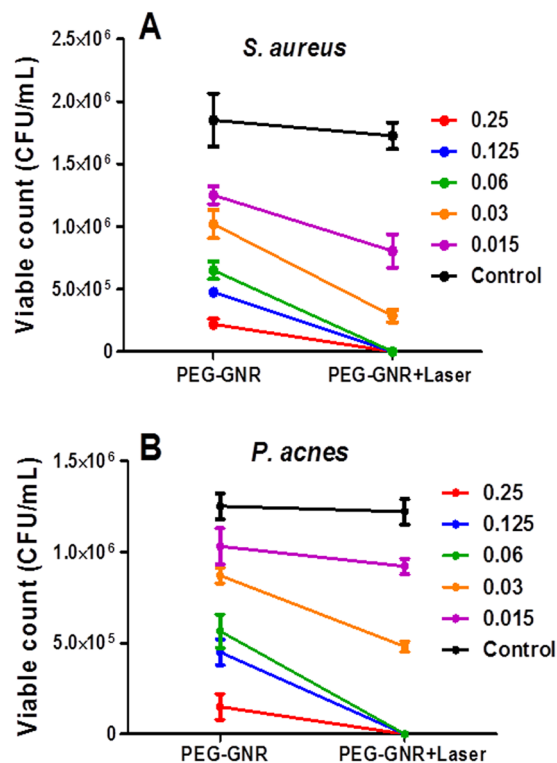 A
S. aureus
Viable count (CFU/mL)
2.5×10⁶
2.0×10⁶
1.5×10⁶
1.0×10⁶
5.0×10⁵
0
PEG-GNR
PEG-GNR+Laser
0.25
0.125
0.06
0.03
0.015
Control
B
P. acnes
Viable count (CFU/mL)
1.5×10⁶
1.0×10⁶
5.0×10⁵
0
PEG-GNR
PEG-GNR+Laser
0.25
0.125
0.06
0.03
0.015
Control